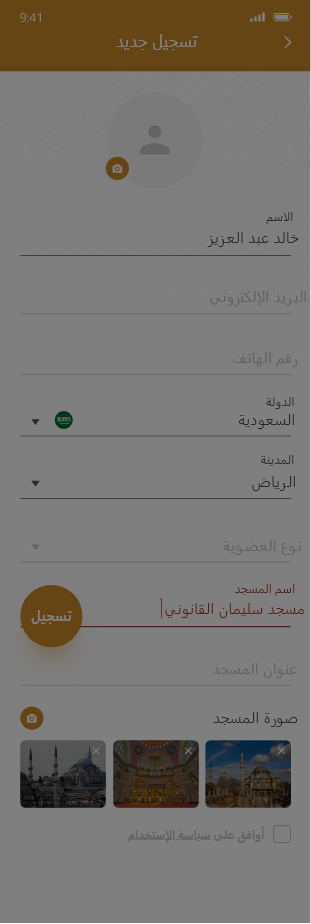 9:41
تسجيل جديد
الاسم
خالد عبد العزيز
البريد الإلكتروني
رقم الهاتف
الدولة
السعودية
المدينة
الرياض
نوع العضوية
اسم المسجد
مسجد سليمان القانوني
تسجيل
عنوان المسجد
صورة المسجد
أوافق على سياسة الإستخدام